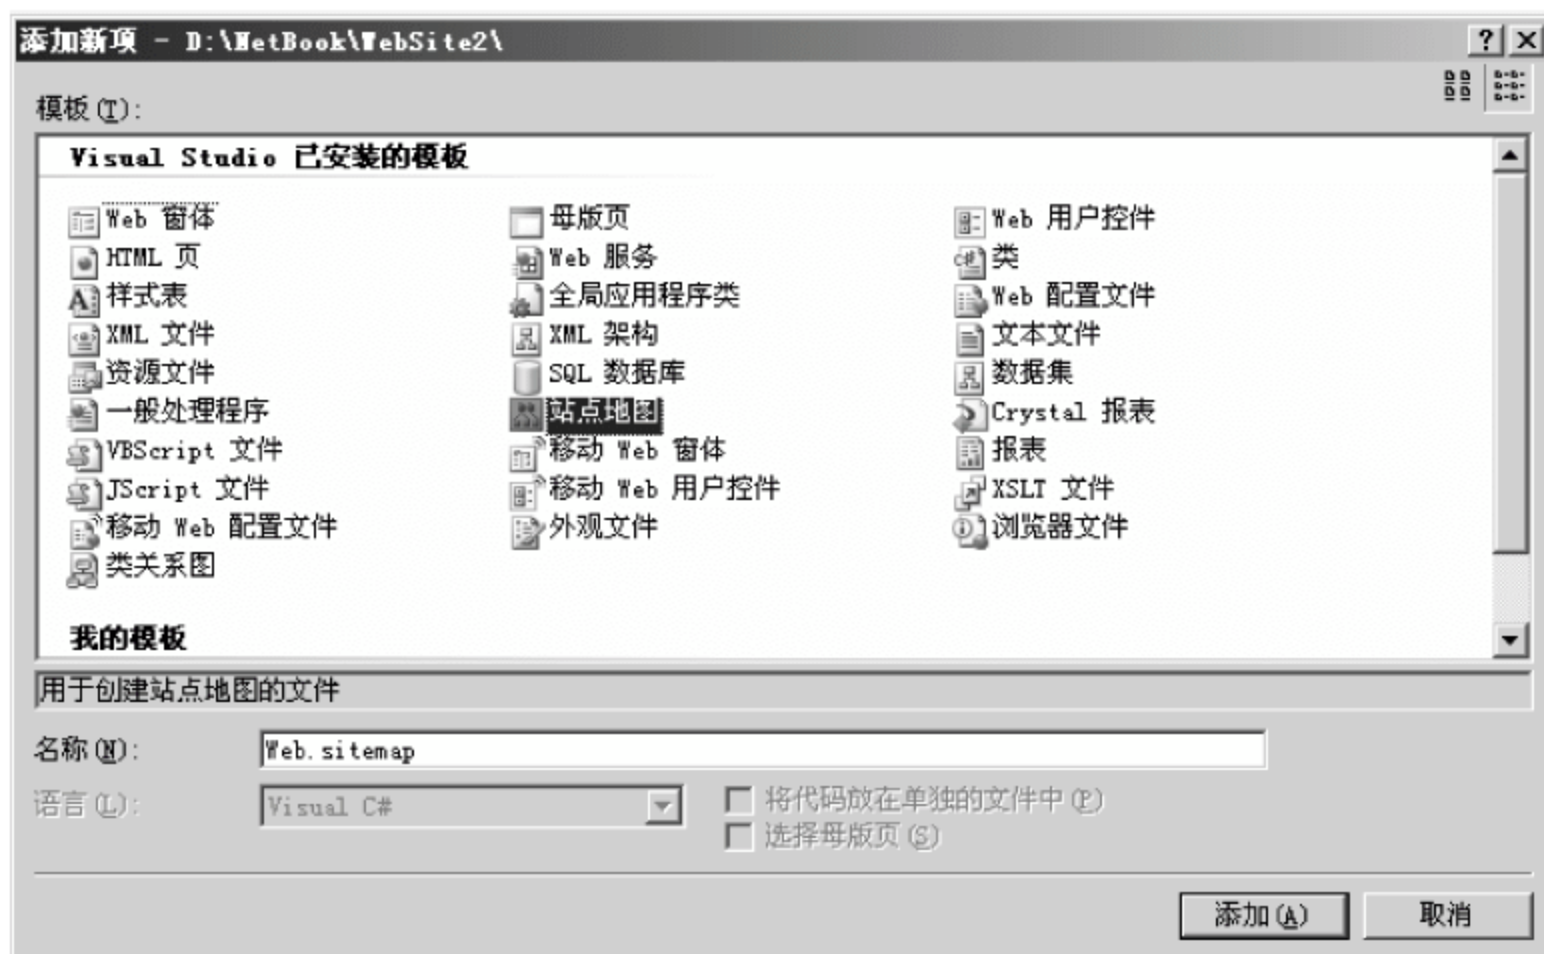 添加新项 - D:\NetBook\WebSite2\
模板(T):
Visual Studio 已安装的模板
Web 窗体 母版页 Web 用户控件
HTML 页 Web 服务 类
样式表 全局应用程序类 Web 配置文件
XML 文件 XML 架构 文本文件
资源文件 SQL 数据库 数据集
一般处理程序 站点地图 Crystal 报表
VBScript 文件 移动 Web 窗体 报表
JScript 文件 移动 Web 用户控件 XSLT 文件
移动 Web 配置文件 外观文件 浏览器文件
类关系图
我的模板
用于创建站点地图的文件
名称(N): Web.sitemap
语言(L): Visual C# 将代码放在单独的文件中(P)
选择母版页(S)
添加(A) 取消